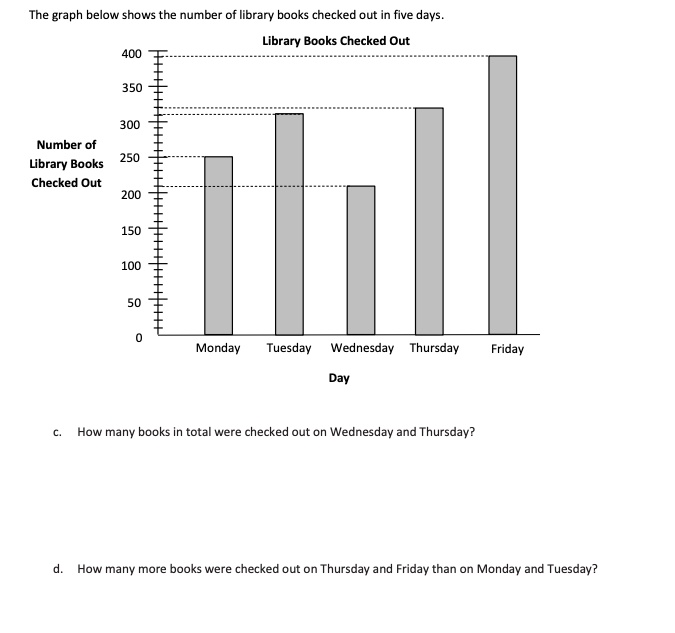 The graph below shows the number of library books checked out in five days.
Library Books Checked Out
400
350
300
Number of
Library Books
Checked Out
250
200
150
100
50
0
Monday Tuesday Wednesday Thursday Friday
Day
c. How many books in total were checked out on Wednesday and Thursday?
d. How many more books were checked out on Thursday and Friday than on Monday and Tuesday?